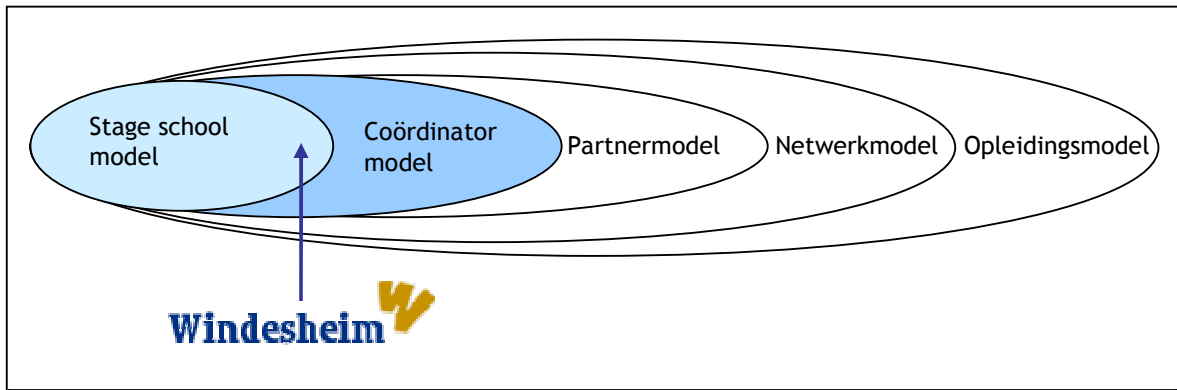 Stage school
model
Coördinator
model
Partnermodel
Netwerkmodel
Opleidingsmodel
Windesheim